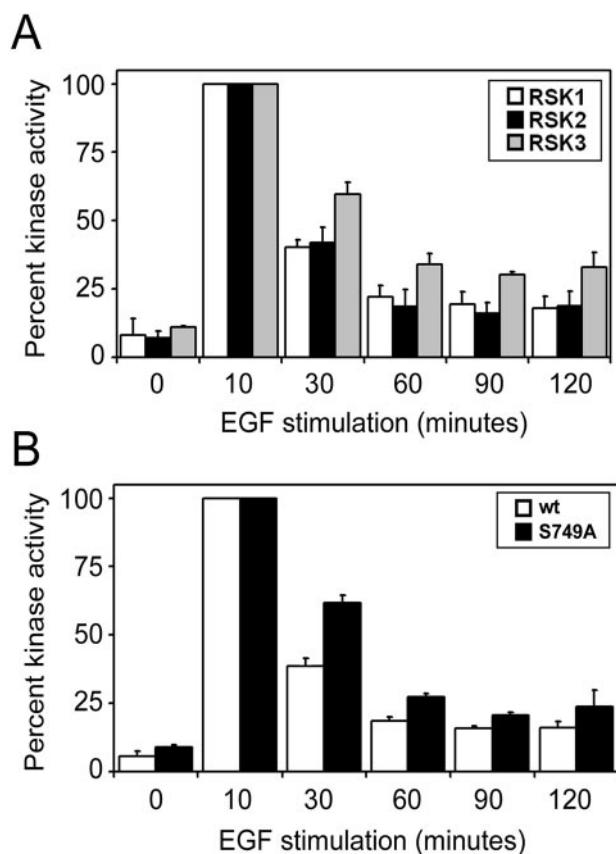 A
Percent kinase activity
100
75
50
25
0
RSK1
RSK2
RSK3
0 10 30 60 90 120
EGF stimulation (minutes)
B
Percent kinase activity
100
75
50
25
0
wt
S749A
0 10 30 60 90 120
EGF stimulation (minutes)